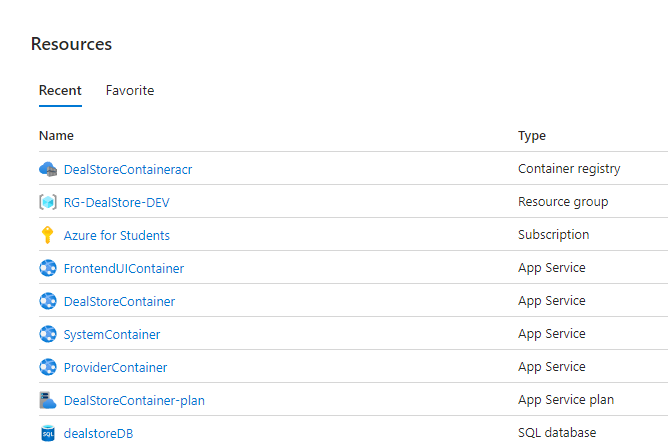 Resources
Recent Favorite
Name Type
DealStoreContaineracr Container registry
RG-DealStore-DEV Resource group
Azure for Students Subscription
FrontendUIContainer App Service
DealStoreContainer App Service
SystemContainer App Service
ProviderContainer App Service
DealStoreContainer-plan App Service plan
SQL dealstoreDB SQL database